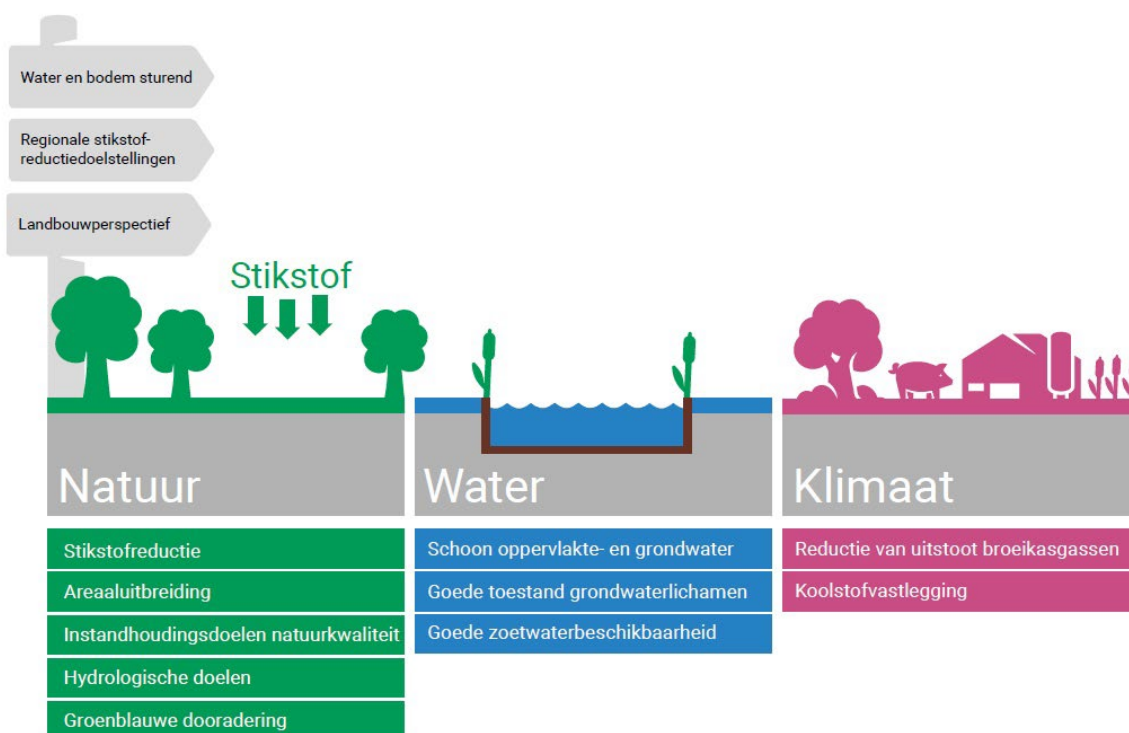 Water en bodem sturend
Regionale stikstof-
reductiedoelstellingen
Landbouwperspectief
Stikstof
Natuur
Stikstofreductie
Areaaluitbreiding
Instandhoudingsdoelen natuurkwaliteit
Hydrologische doelen
Groenblauwe dooradering
Water
Schoon oppervlakte- en grondwater
Goede toestand grondwaterlichamen
Goede zoetwaterbeschikbaarheid
Klimaat
Reductie van uitstoot broeikasgassen
Koolstofvastlegging